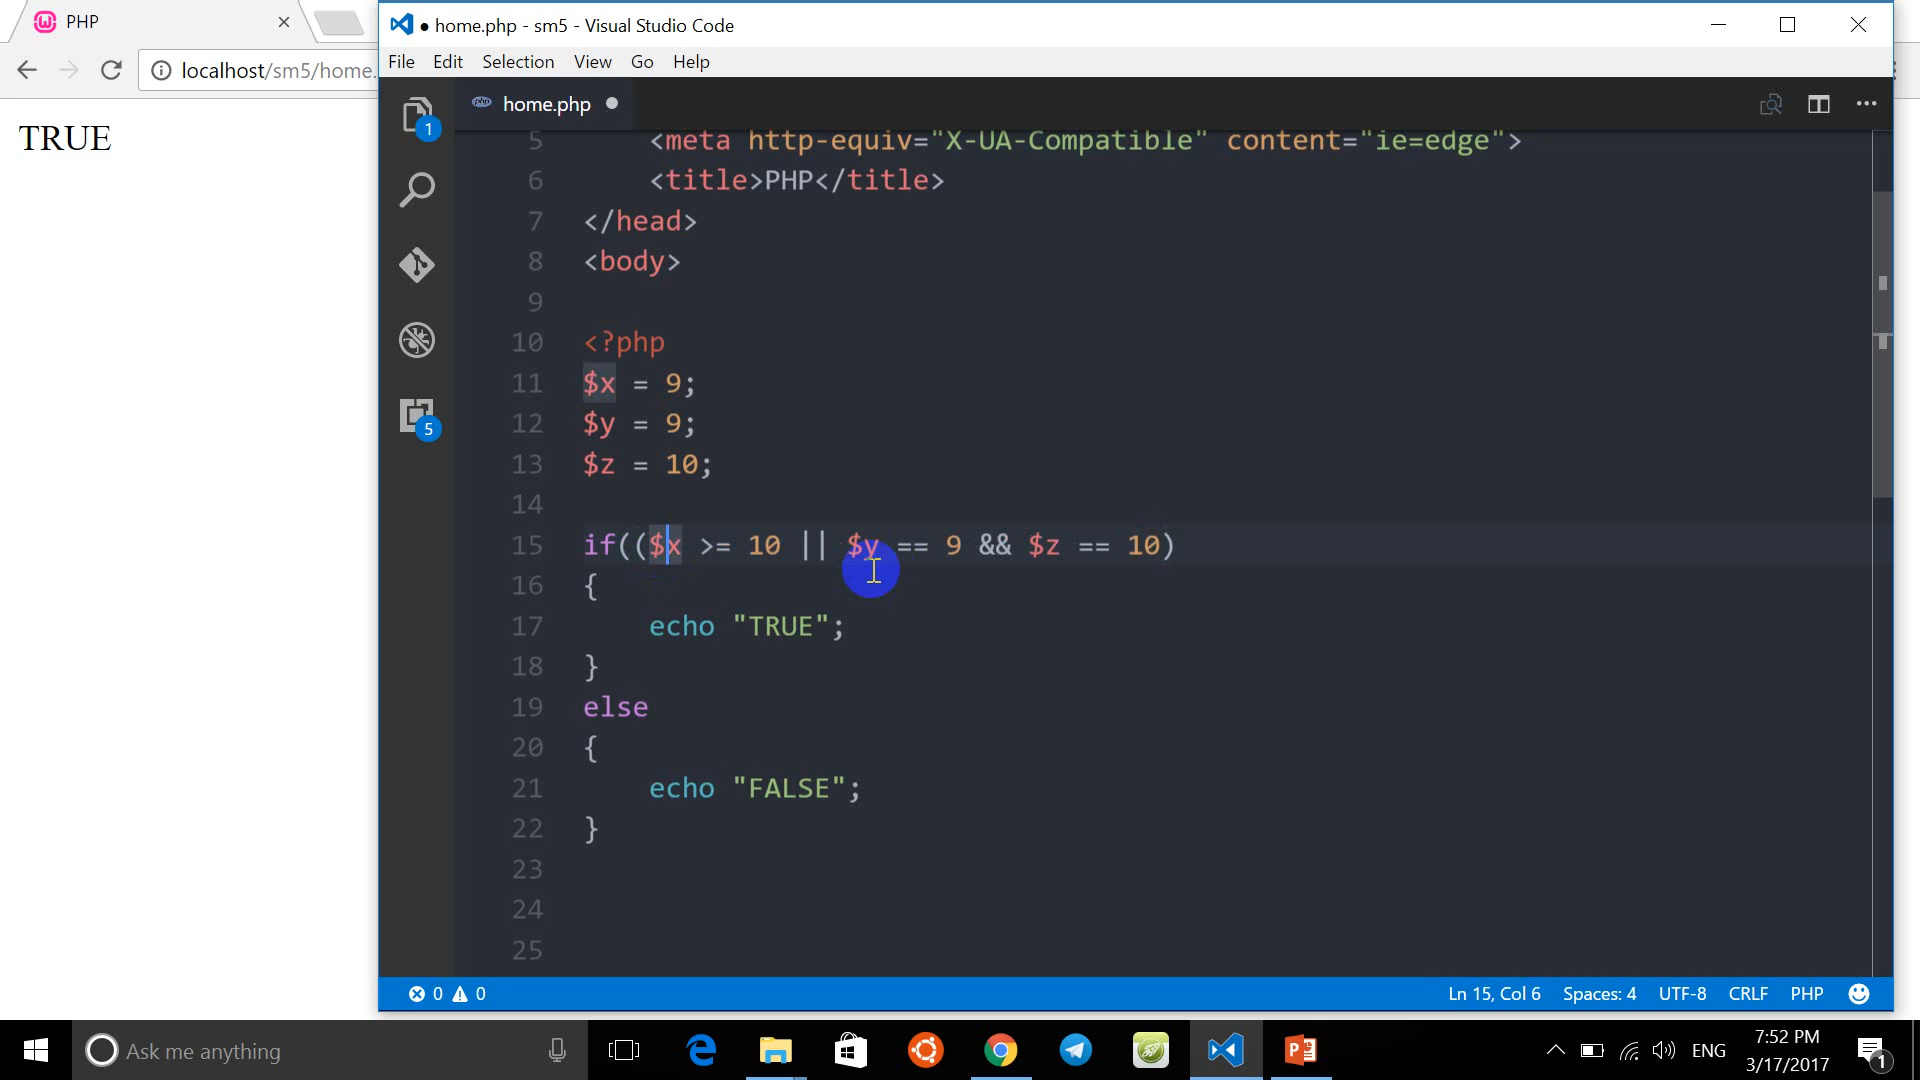 PHP
localhost/sm5/home.
TRUE
● home.php - sm5 - Visual Studio Code
File Edit Selection View Go Help
1
5
home.php
5 <meta http-equiv="X-UA-Compatible" content="ie=edge">
6 <title>PHP</title>
7 </head>
8 <body>
9
10 <?php
11 $x = 9;
12 $y = 9;
13 $z = 10;
14
15 if(($x >= 10 || $y == 9 && $z == 10)
16 {
17 echo "TRUE";
18 }
19 else
20 {
21 echo "FALSE";
22 }
23
24
25
0 0 Ln 15, Col 6 Spaces: 4 UTF-8 CRLF PHP
Ask me anything
ENG
7:52 PM
3/17/2017
1